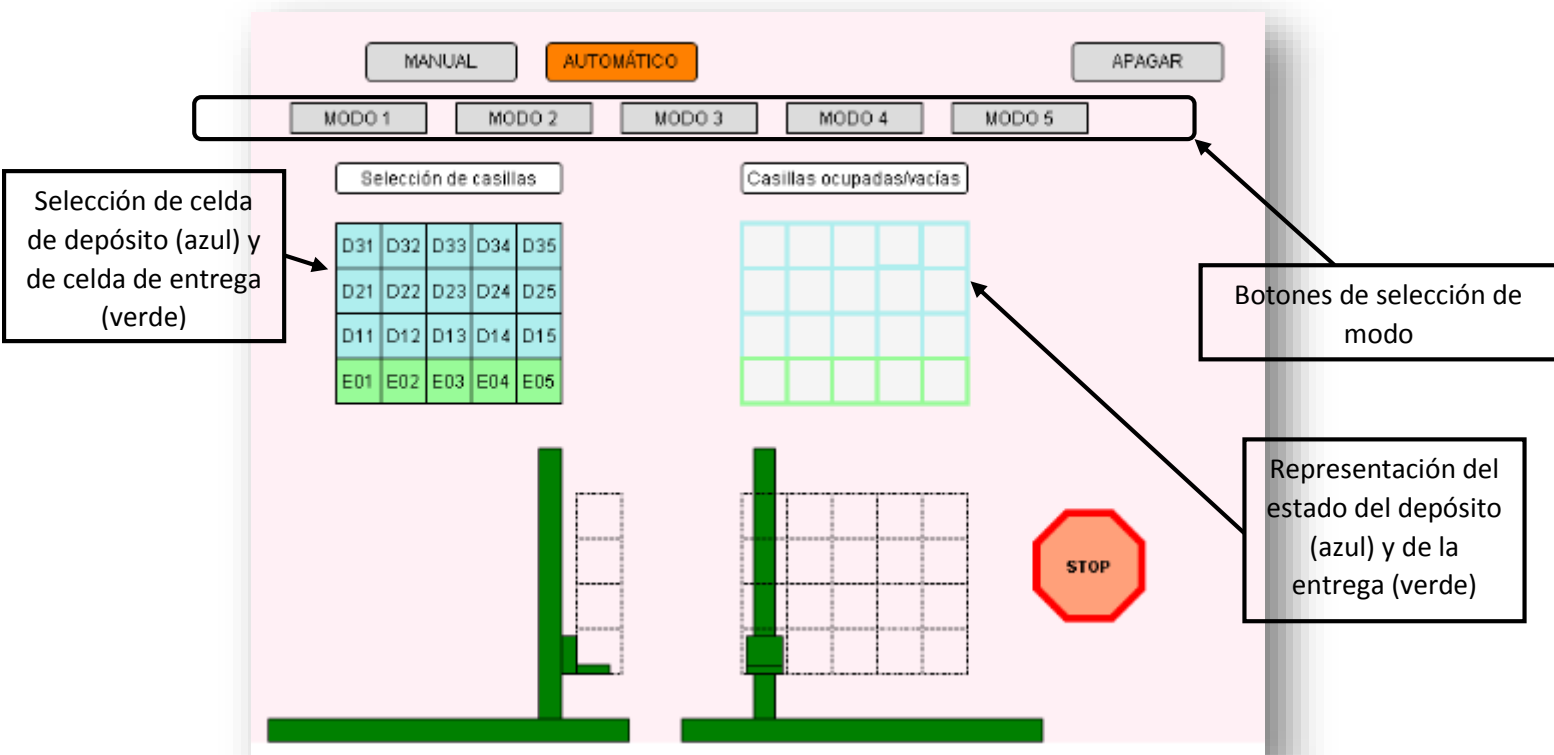 MANUAL AUTOMÁTICO APAGAR
MODO 1 MODO 2 MODO 3 MODO 4 MODO 5
Selección de casillas
Casillas ocupadas/vacías
Selección de celda
de depósito (azul) y
de celda de entrega
(verde)
D31 D32 D33 D34 D35
D21 D22 D23 D24 D25
D11 D12 D13 D14 D15
E01 E02 E03 E04 E05
Botones de selección de
modo
Representación del
estado del depósito
(azul) y de la
entrega (verde)
STOP